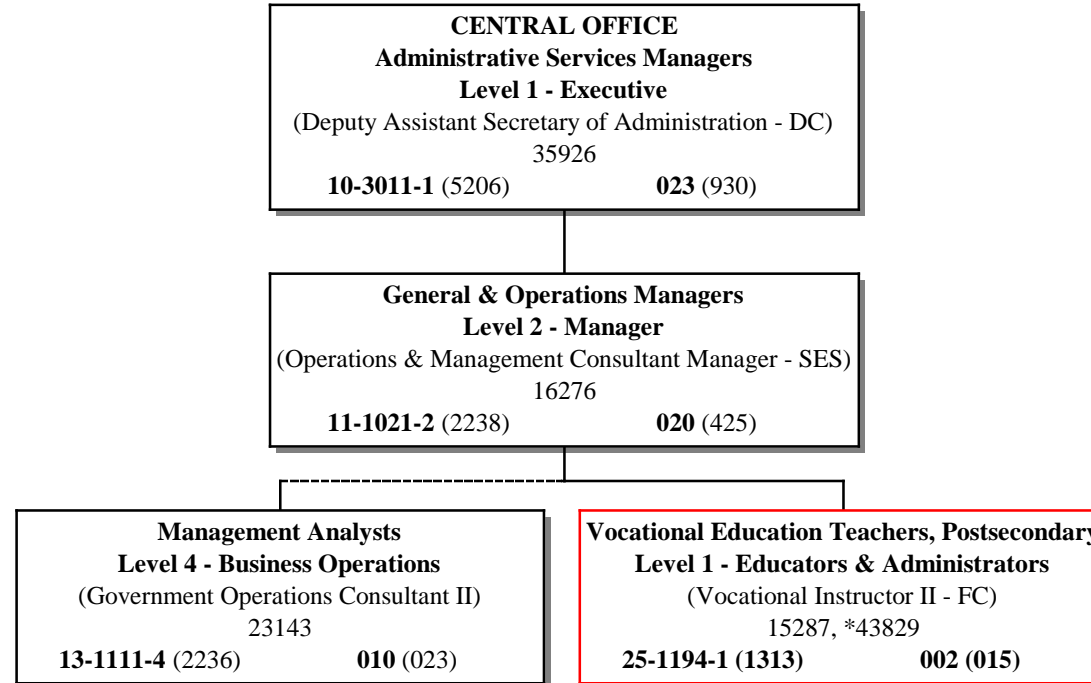 CENTRAL OFFICE
Administrative Services Managers
Level 1 - Executive
(Deputy Assistant Secretary of Administration - DC)
35926
10-3011-1 (5206) 023 (930)
General & Operations Managers
Level 2 - Manager
(Operations & Management Consultant Manager - SES)
16276
11-1021-2 (2238) 020 (425)
Management Analysts
Level 4 - Business Operations
(Government Operations Consultant II)
23143
13-1111-4 (2236) 010 (023)
Vocational Education Teachers, Postsecondary
Level 1 - Educators & Administrators
(Vocational Instructor II - FC)
15287, *43829
25-1194-1 (1313) 002 (015)